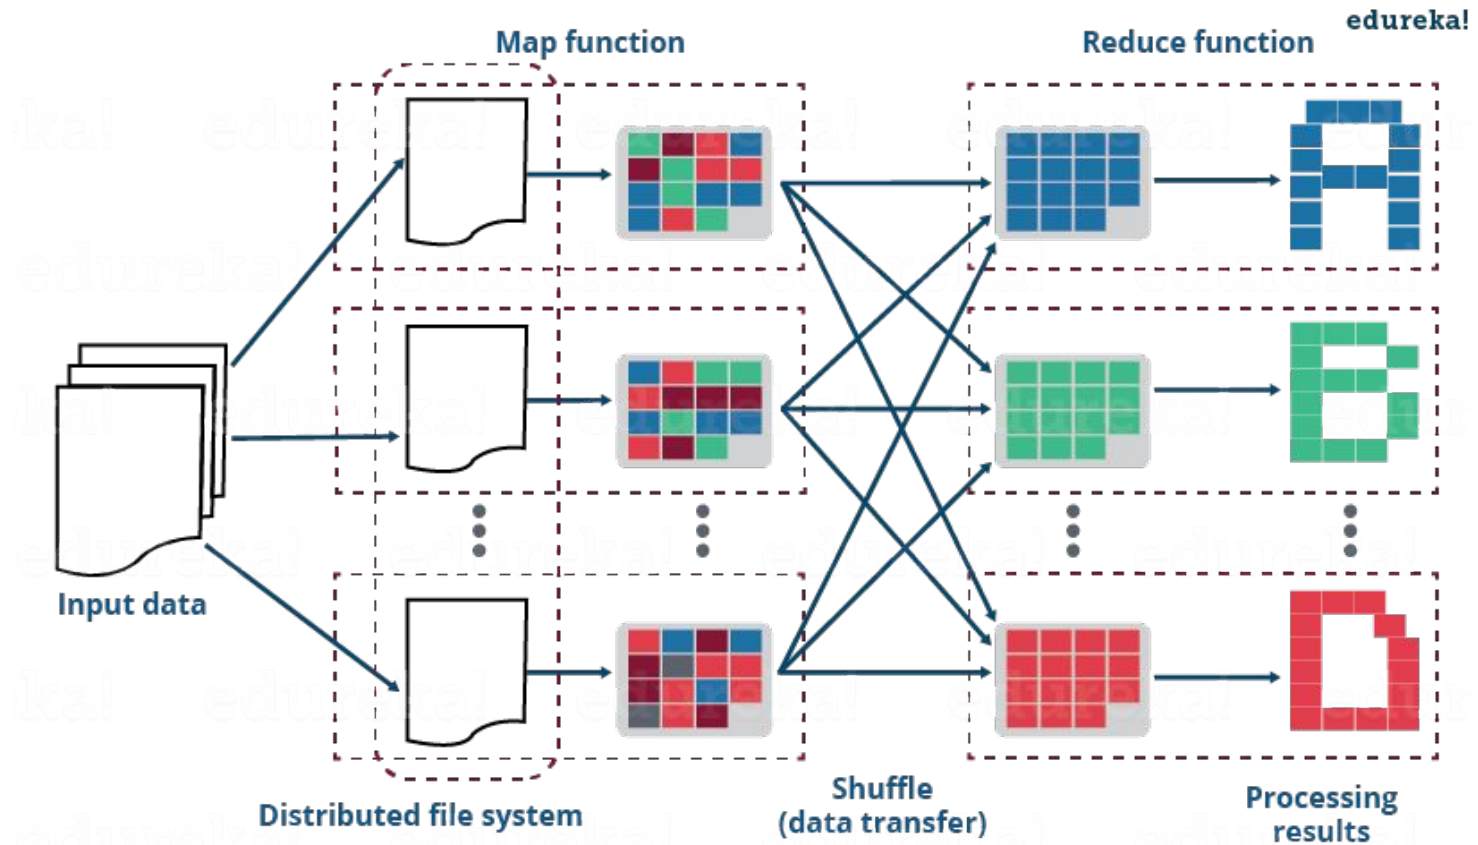 edureka!
Map function
Reduce function
Input data
Distributed file system
Shuffle
(data transfer)
Processing
results